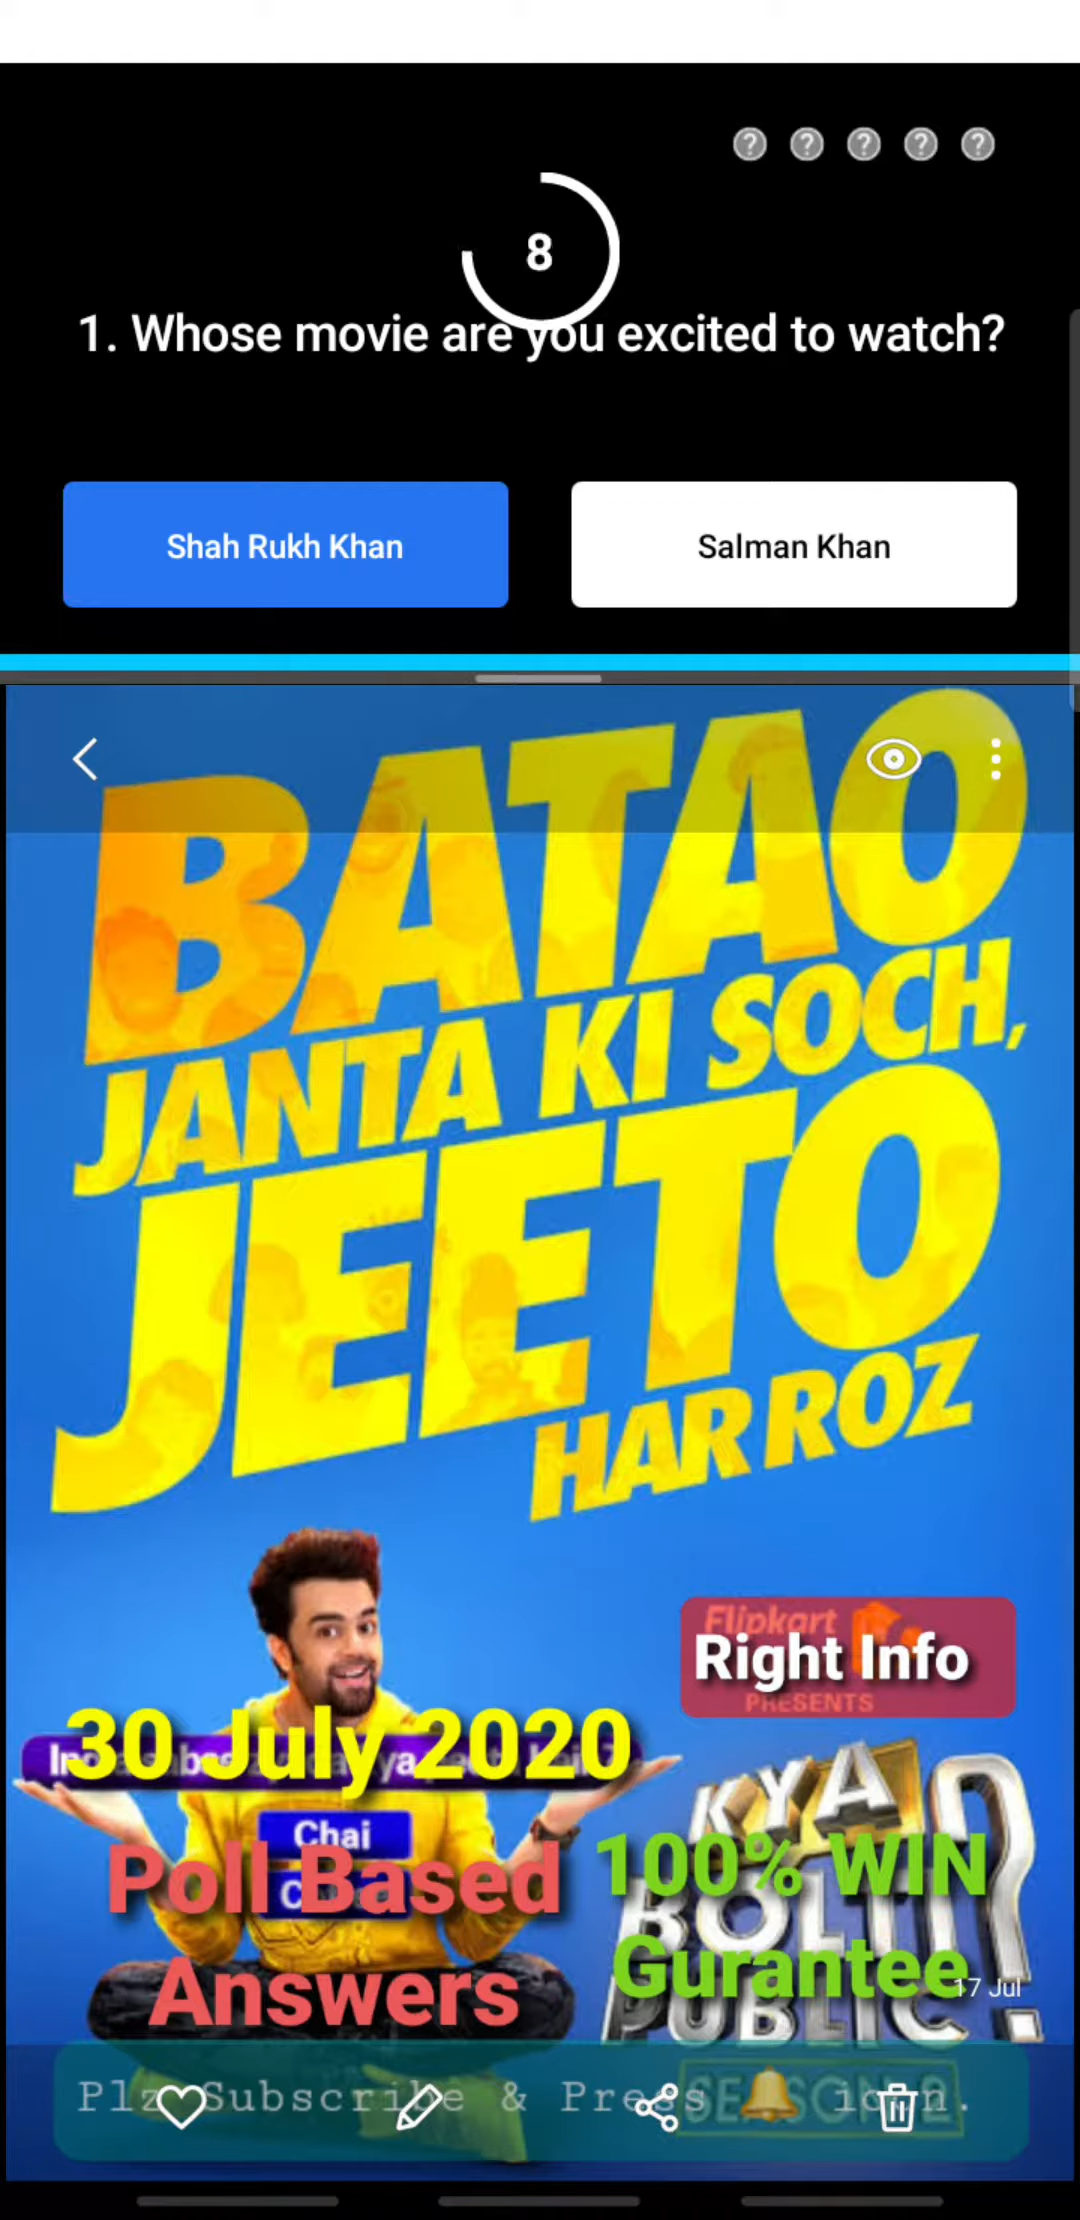 8
1. Whose movie are you excited to watch?
Shah Rukh Khan
Salman Khan
BATAO
JANTA KI SOCH,
JEETO
HAR ROZ
Flipkart
Right Info
PRESENTS
30 July 2020
Chai
Poll Based
Answers
KYA
BOLTI
PUBLIC?
100% WIN
Gurantee
17 Jul
SEASON 2
Plz Subscribe & Press 🔔 icon.